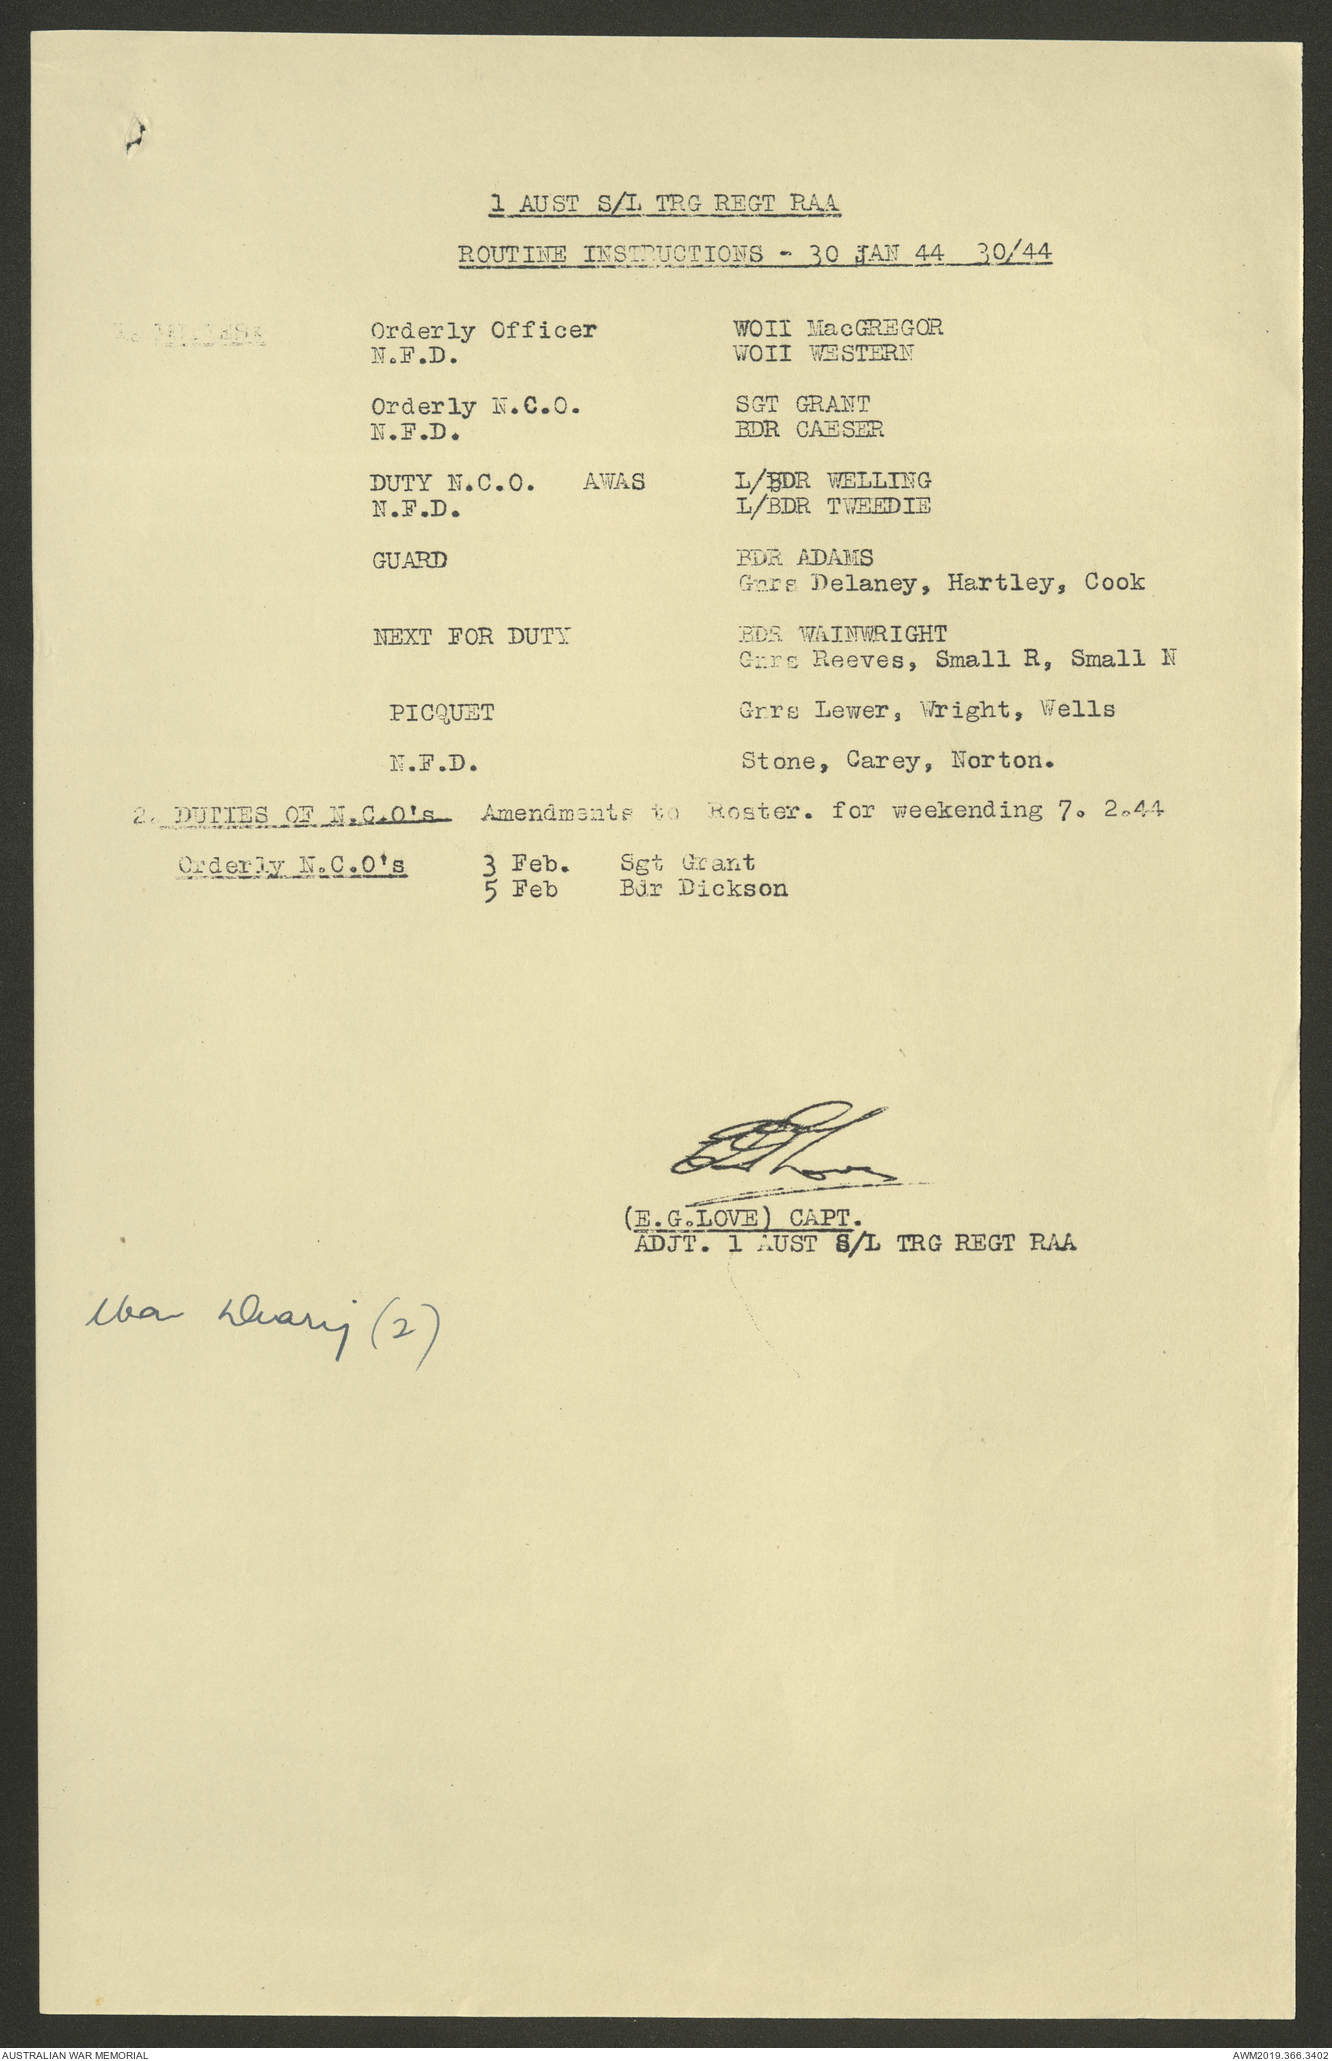 1 AUST S/L TRG REGT RAA
ROUTINE INSTRUCTIONS - 30 JAN 44 30/44
Orderly Officer WOII MacGREGOR
N.F.D. WOII WESTERN
Orderly N.C.O. SGT GRANT
N.F.D. BDR CAESER
DUTY N.C.O. AWAS L/BDR WELLING
N.F.D. L/BDR TWEEDIE
GUARD BDR ADAMS
Gnrs Delaney, Hartley, Cook
NEXT FOR DUTY BDR WAINWRIGHT
Gnrs Reeves, Small R, Small N
PICQUET Gnrs Lewer, Wright, Wells
N.F.D. Stone, Carey, Norton.
2. DUTIES OF N.C.O's Amendments to Roster. for weekending 7. 2.44
Orderly N.C.O's 3 Feb. Sgt Grant
5 Feb Bdr Dickson
EGLove
(E.G.LOVE) CAPT.
ADJT. 1 AUST S/L TRG REGT RAA
War Diary (2)
AUSTRALIAN WAR MEMORIAL AWM2019.366.3402